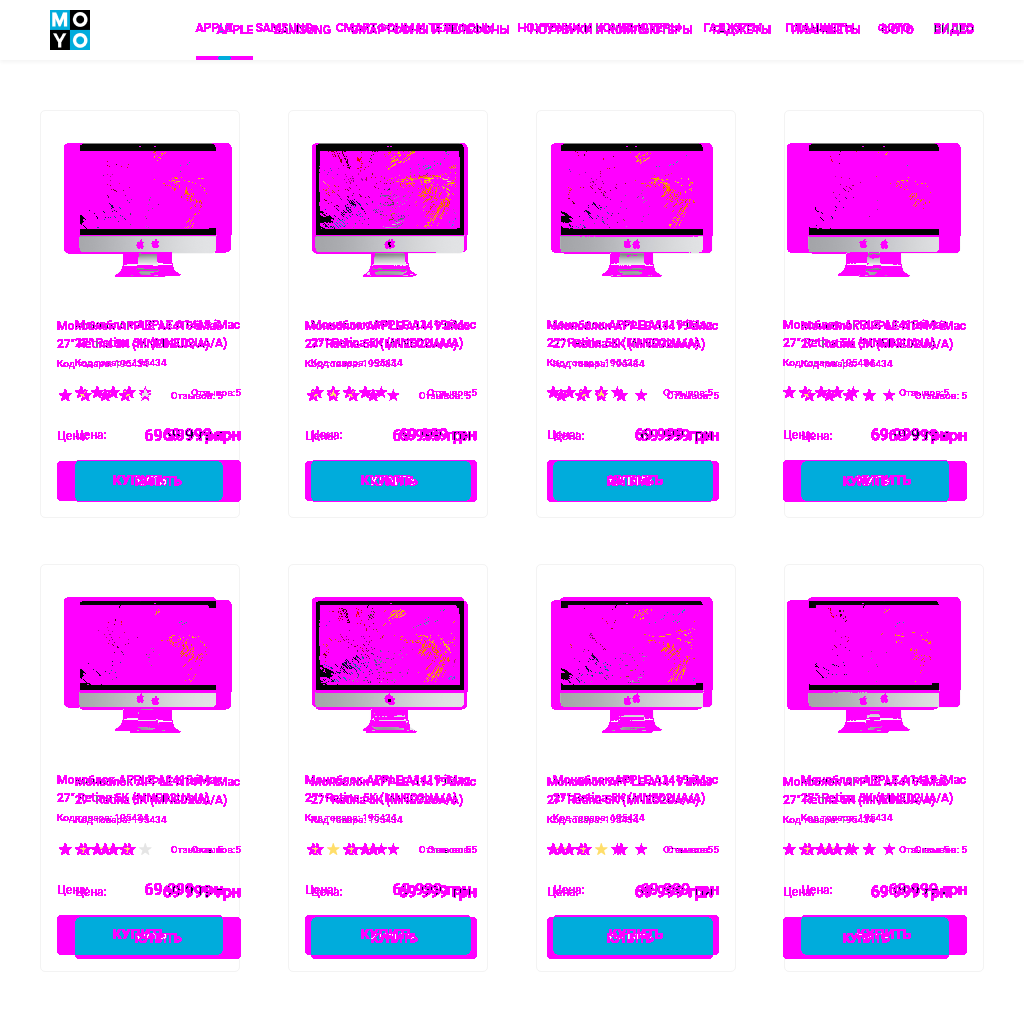 MOYO
APPLE SAMSUNG СМАРТФОНЫ И ТЕЛЕФОНЫ НОУТБУКИ И КОМПЬЮТЕРЫ ГАДЖЕТЫ ПЛАНШЕТЫ ФОТО ВИДЕО
Моноблок APPLE A1419 iMac Моноблок APPLE A1419 iMac Моноблок APPLE A1419 iMac Моноблок APPLE A1419 iMac
27" Retina 5K (MNED2UA/A) 27" Retina 5K (MNED2UA/A) 27" Retina 5K (MNED2UA/A) 27" Retina 5K (MNED2UA/A)
Код товара: 195434 Код товара: 195434 Код товара: 195434 Код товара: 195434
Отзывов: 5 Отзывов: 5 Отзывов: 5 Отзывов: 5
Цена: 69 999 грн Цена: 69 999 грн Цена: 69 999 грн Цена: 69 999 грн
КУПИТЬ КУПИТЬ КУПИТЬ КУПИТЬ
Моноблок APPLE A1419 iMac Моноблок APPLE A1419 iMac Моноблок APPLE A1419 iMac Моноблок APPLE A1419 iMac
27" Retina 5K (MNED2UA/A) 27" Retina 5K (MNED2UA/A) 27" Retina 5K (MNED2UA/A) 27" Retina 5K (MNED2UA/A)
Код товара: 195434 Код товара: 195434 Код товара: 195434 Код товара: 195434
Отзывов: 5 Отзывов: 5 Отзывов: 5 Отзывов: 5
Цена: 69 999 грн Цена: 69 999 грн Цена: 69 999 грн Цена: 69 999 грн
КУПИТЬ КУПИТЬ КУПИТЬ КУПИТЬ